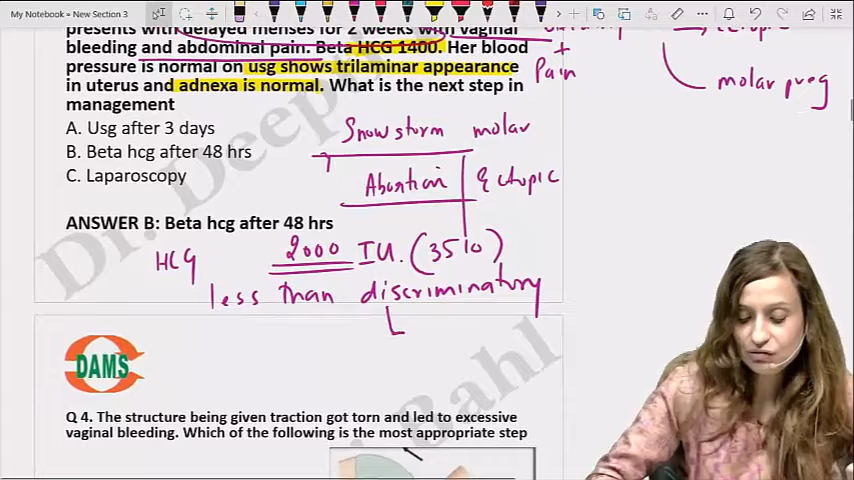 My Notebook » New Section 3
presents with delayed menses for 2 weeks with vaginal
bleeding and abdominal pain. Beta HCG 1400. Her blood
pressure is normal on usg shows trilaminar appearance
in uterus and adnexa is normal. What is the next step in
management
+
Pain
molar preg
A. Usg after 3 days
B. Beta hcg after 48 hrs
C. Laparoscopy
Snowstorm molar
Abortion Ectopic
ANSWER B: Beta hcg after 48 hrs
HCG 2000 IU. (3510)
less than discriminatory
DAMS
Q 4. The structure being given traction got torn and led to excessive
vaginal bleeding. Which of the following is the most appropriate step